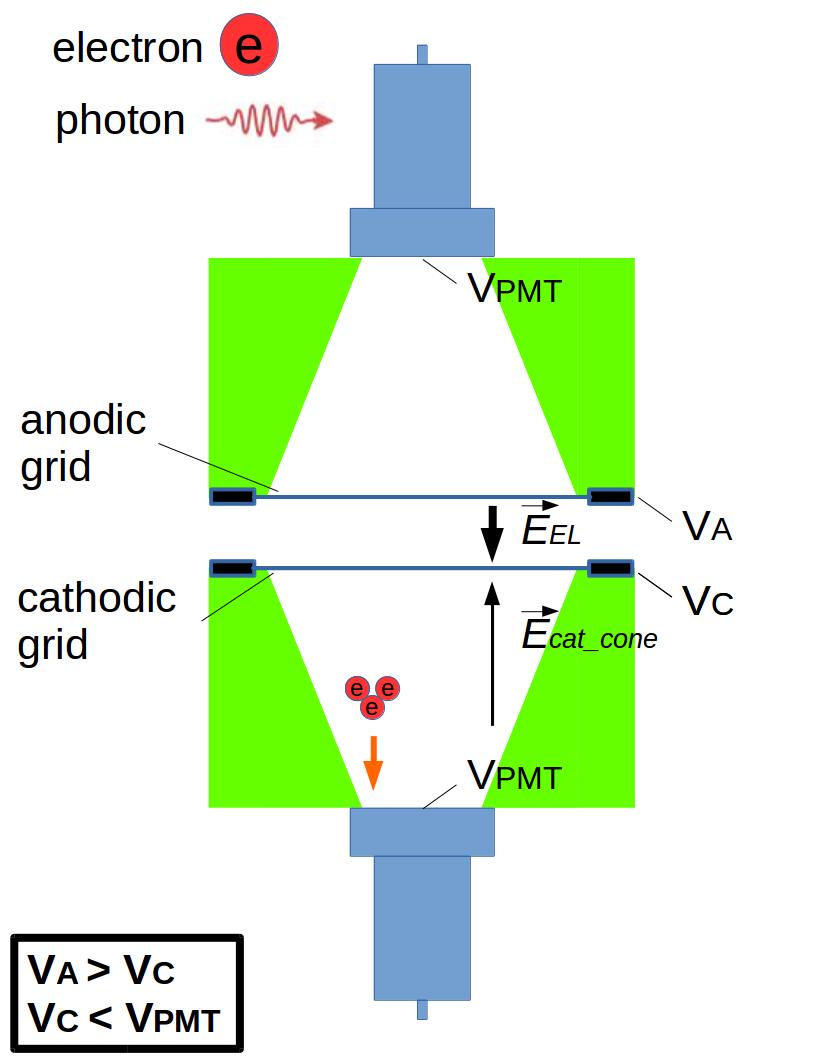 electron e
photon
VPMT
anodic
grid
EEL
VA
cathodic
grid
VC
Ecat_cone
e e
e
VPMT
VA > VC
VC < VPMT